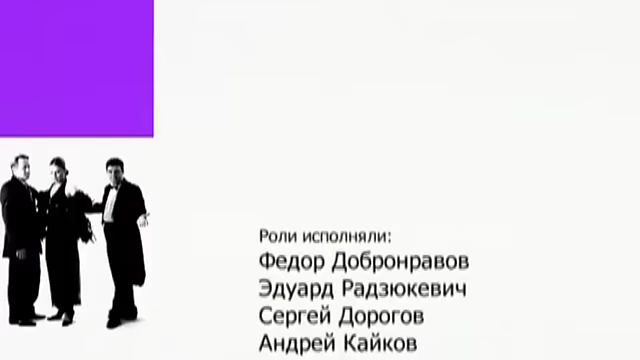 Роли исполняли:
Федор Добронравов
Эдуард Радзюкевич
Сергей Дорогов
Андрей Кайков